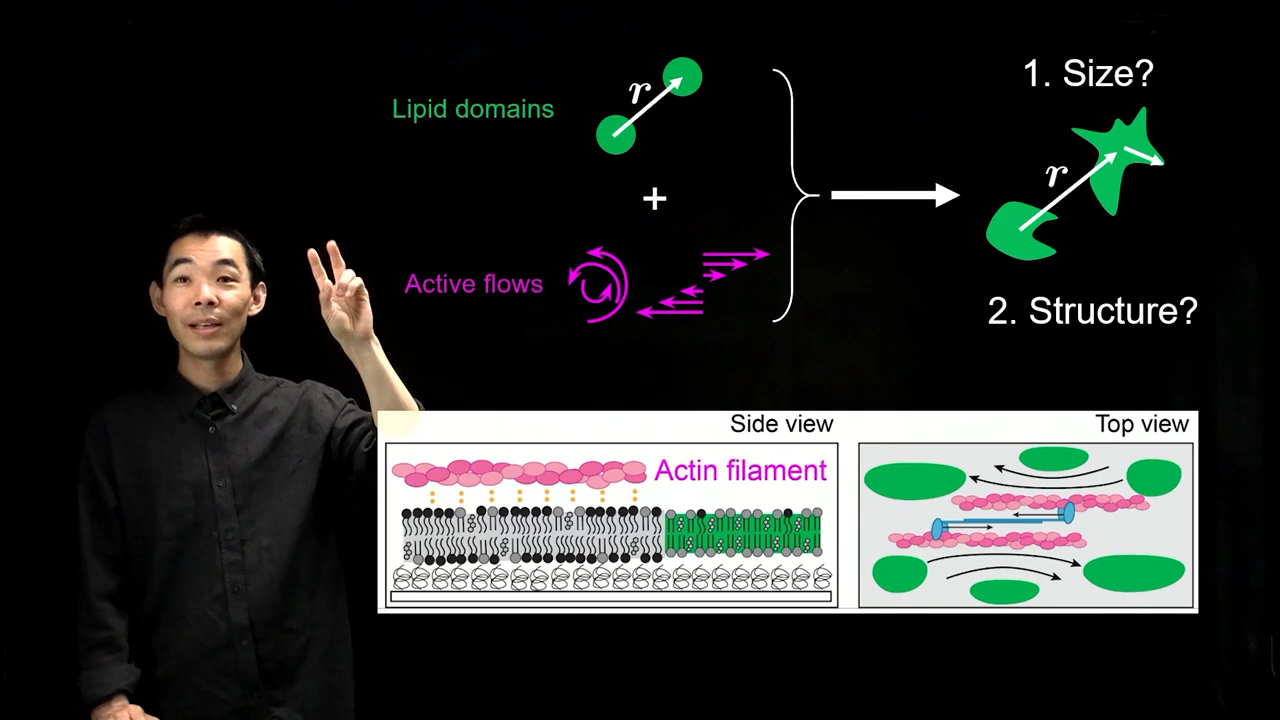 1. Size?
Lipid domains
r
r
+
Active flows
2. Structure?
Side view
Top view
Actin filament